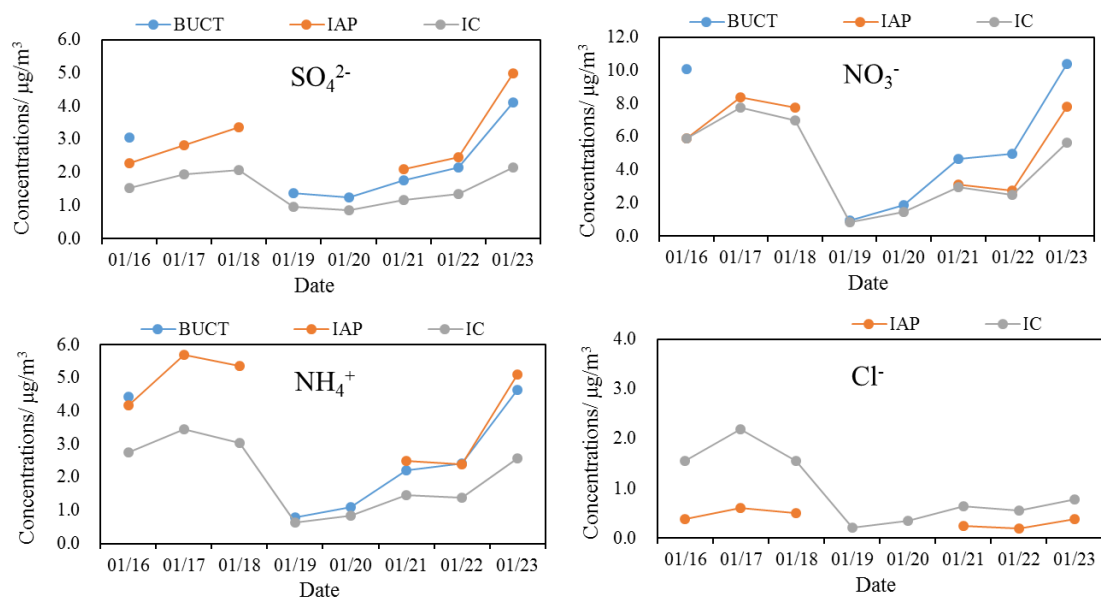 BUCT IAP IC
Concentrations/ µg/m³
SO₄²⁻
6.0
5.0
4.0
3.0
2.0
1.0
0.0
01/16 01/17 01/18 01/19 01/20 01/21 01/22 01/23
Date
BUCT IAP IC
Concentrations/ µg/m³
NO₃⁻
12.0
10.0
8.0
6.0
4.0
2.0
0.0
01/16 01/17 01/18 01/19 01/20 01/21 01/22 01/23
Date
BUCT IAP IC
Concentrations/ µg/m³
NH₄⁺
6.0
5.0
4.0
3.0
2.0
1.0
0.0
01/16 01/17 01/18 01/19 01/20 01/21 01/22 01/23
Date
IAP IC
Concentrations/ µg/m³
Cl⁻
4.0
3.0
2.0
1.0
0.0
01/16 01/17 01/18 01/19 01/20 01/21 01/22 01/23
Date